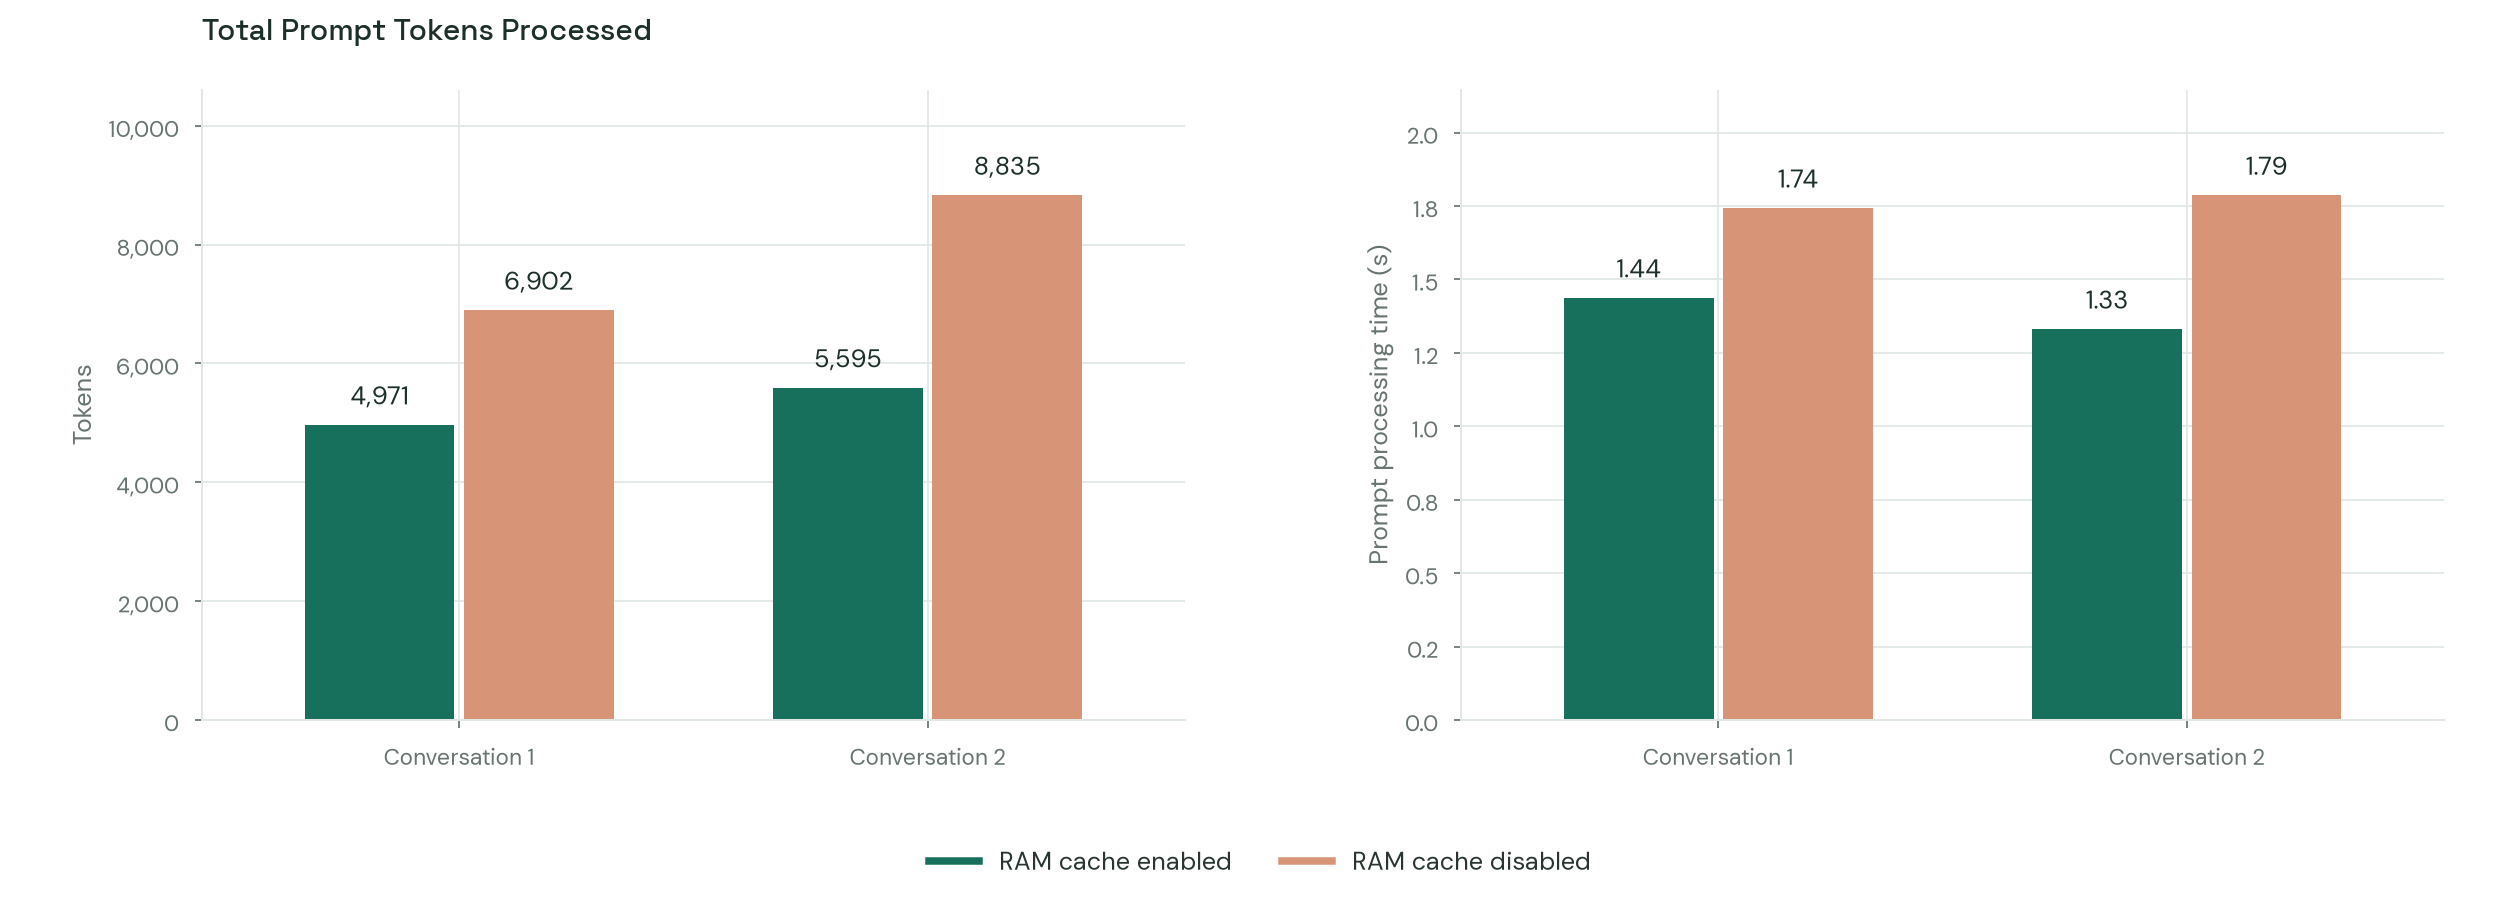 Total Prompt Tokens Processed
Tokens
10,000
8,000
6,000
4,000
2,000
0
4,971
6,902
5,595
8,835
Conversation 1
Conversation 2
Prompt processing time (s)
2.0
1.8
1.5
1.2
1.0
0.8
0.5
0.2
0.0
1.44
1.74
1.33
1.79
Conversation 1
Conversation 2
RAM cache enabled
RAM cache disabled